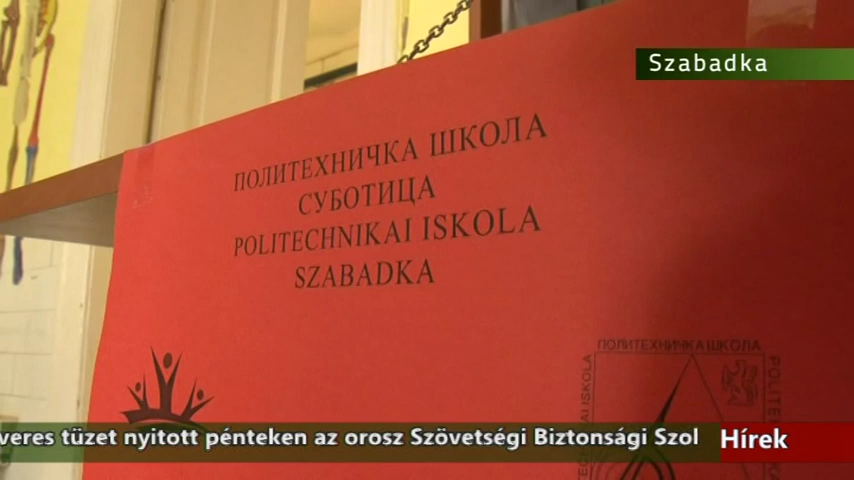 Szabadka
ПОЛИТЕХНИЧКА ШКОЛА
СУБОТИЦА
POLITECHNIKAI ISKOLA
SZABADKA
ПОЛИТЕХНИЧКА ШКОЛА
veres tüzet nyitott pénteken az orosz Szövetségi Biztonsági Szol
Hírek